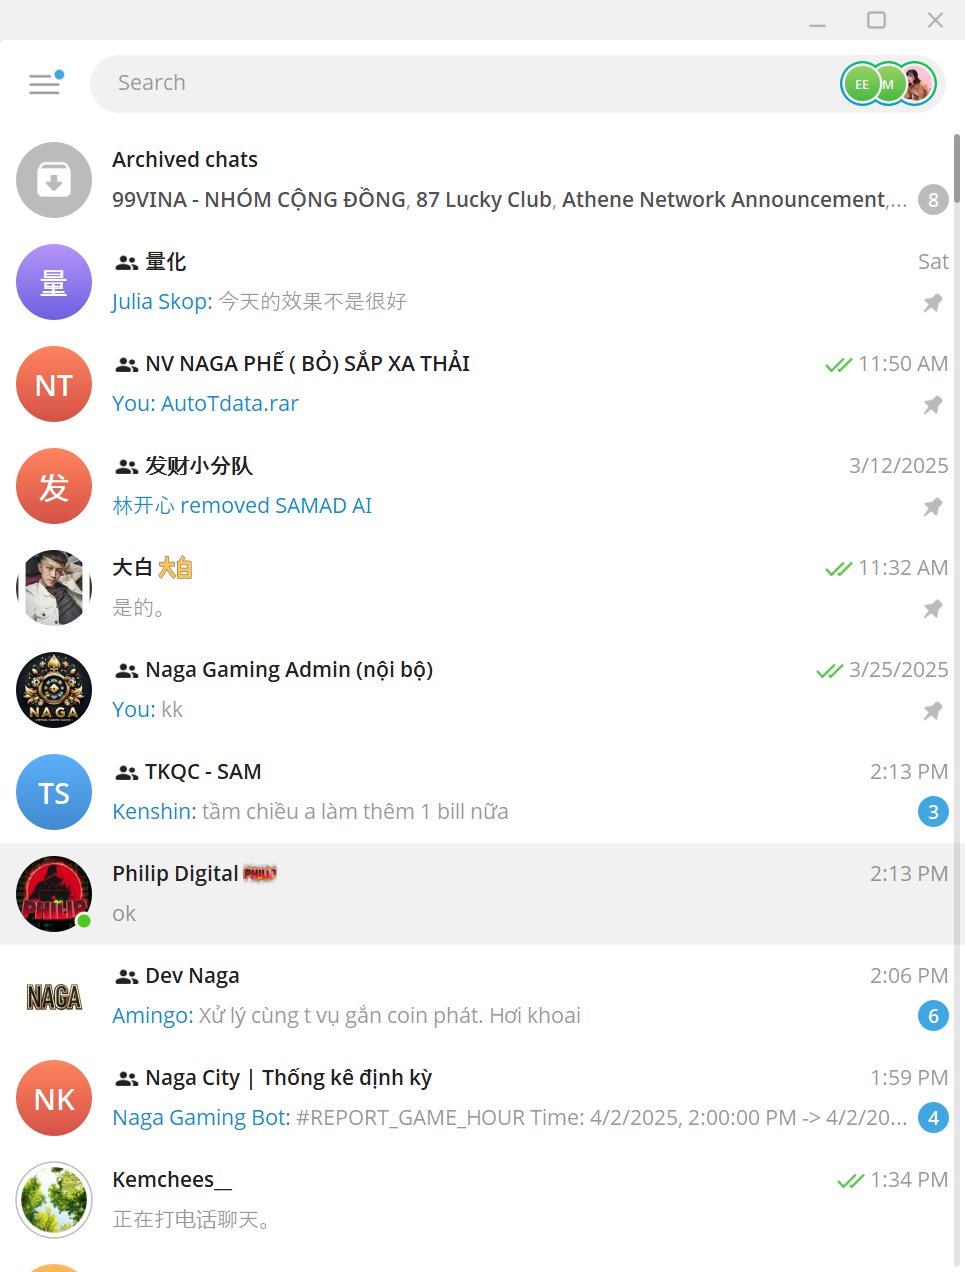 Search
EE
M
Archived chats
99VINA - NHÓM CỘNG ĐỒNG, 87 Lucky Club, Athene Network Announcement,...
8
量
量化
Sat
Julia Skop: 今天的效果不是很好
NT
NV NAGA PHẾ ( BỎ) SẮP XA THẢI
11:50 AM
You: AutoTdata.rar
发
发财小分队
3/12/2025
林开心 removed SAMAD AI
大白 大白
11:32 AM
是的。
NAGA
Naga Gaming Admin (nội bộ)
3/25/2025
You: kk
TS
TKQC - SAM
2:13 PM
Kenshin: tầm chiều a làm thêm 1 bill nữa
3
PHILIP
Philip Digital PHILIP
2:13 PM
ok
NAGA
Dev Naga
2:06 PM
Amingo: Xử lý cùng t vụ gắn coin phát. Hơi khoai
6
NK
Naga City | Thống kê định kỳ
1:59 PM
Naga Gaming Bot: #REPORT_GAME_HOUR Time: 4/2/2025, 2:00:00 PM -> 4/2/20...
4
Kemchees__
1:34 PM
正在打电话聊天。